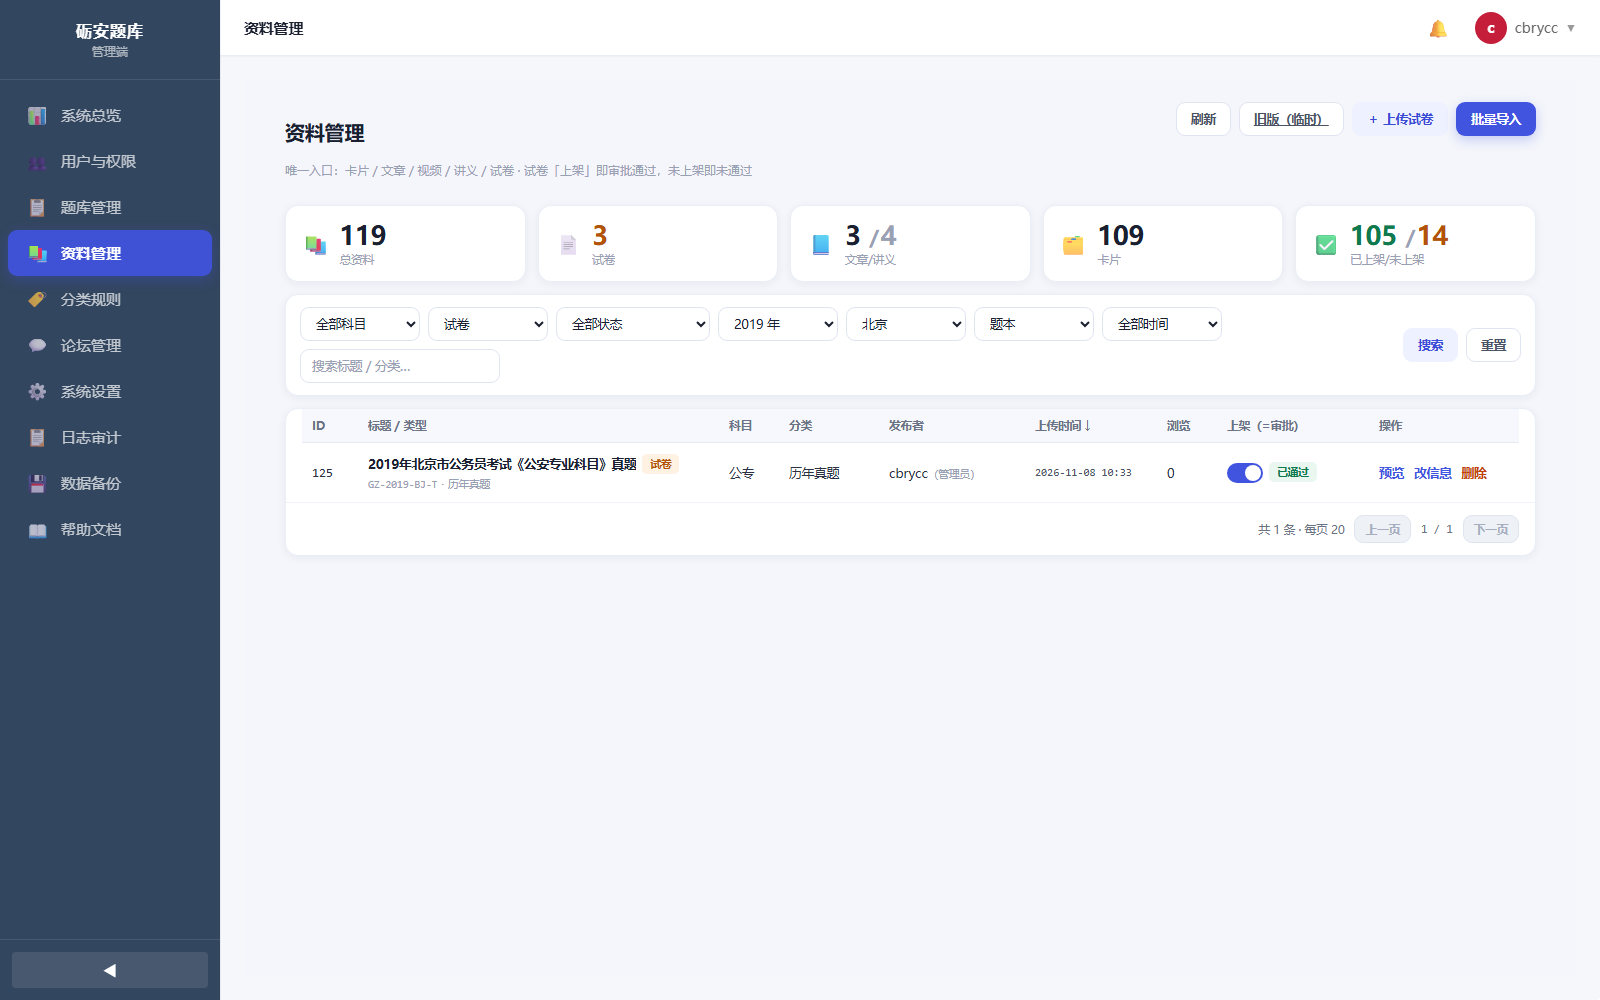 砺安题库
管理端
系统总览
用户与权限
题库管理
资料管理
分类规则
论坛管理
系统设置
日志审计
数据备份
帮助文档
◀
资料管理
c cbrycc ▼
资料管理
唯一入口：卡片 / 文章 / 视频 / 讲义 / 试卷 · 试卷「上架」即审批通过，未上架即未通过
刷新 旧版（临时） + 上传试卷 批量导入
119
总资料
3
试卷
3 /4
文章/讲义
109
卡片
105 /14
已上架/未上架
全部科目 试卷 全部状态 2019 年 北京 题本 全部时间
搜索标题 / 分类...
搜索 重置
ID 标题 / 类型 科目 分类 发布者 上传时间↓ 浏览 上架（=审批） 操作
125 2019年北京市公务员考试《公安专业科目》真题 试卷 公专 历年真题 cbrycc (管理员) 2026-11-08 10:33 0 已通过 预览 改信息 删除
GZ-2019-BJ-T · 历年真题
共 1 条 · 每页 20 上一页 1 / 1 下一页